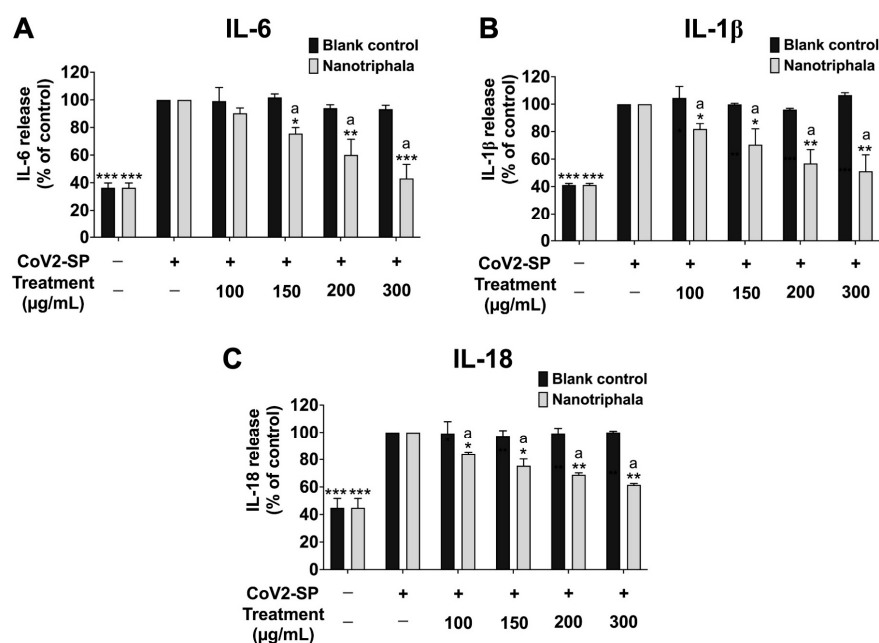 A
IL-6
Blank control
Nanotriphala
IL-6 release
(% of control)
120
100
80
60
40
20
0
*** ***
a
*
a
**
a
***
CoV2-SP – + + + + +
Treatment
(μg/mL) – – 100 150 200 300
B
IL-1β
Blank control
Nanotriphala
IL-1β release
(% of control)
120
100
80
60
40
20
0
*** ***
a
*
a
*
a
**
a
**
CoV2-SP – + + + + +
Treatment
(μg/mL) – – 100 150 200 300
C
IL-18
Blank control
Nanotriphala
IL-18 release
(% of control)
120
100
80
60
40
20
0
*** ***
a
*
a
*
a
**
a
**
CoV2-SP – + + + + +
Treatment
(μg/mL) – – 100 150 200 300